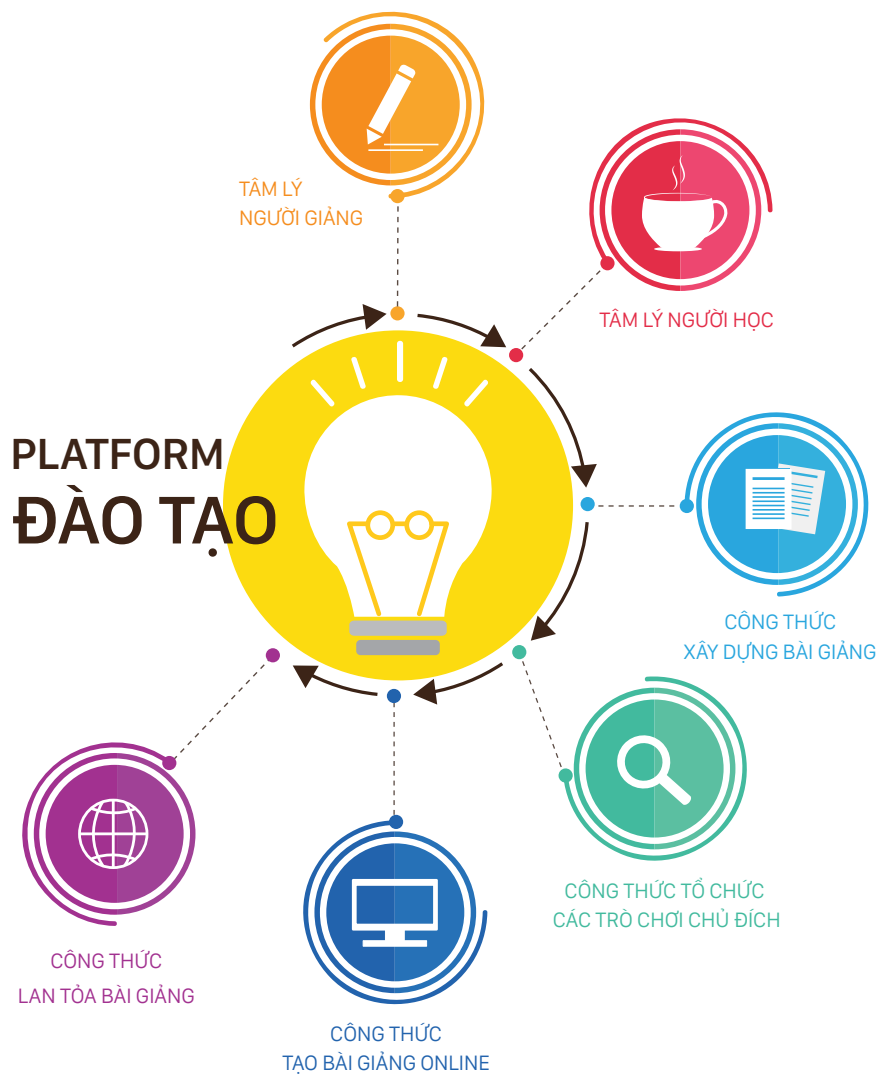 TÂM LÝ
NGƯỜI GIẢNG
TÂM LÝ NGƯỜI HỌC
PLATFORM
ĐÀO TẠO
CÔNG THỨC
XÂY DỰNG BÀI GIẢNG
CÔNG THỨC TỔ CHỨC
CÁC TRÒ CHƠI CHỦ ĐÍCH
CÔNG THỨC
TẠO BÀI GIẢNG ONLINE
CÔNG THỨC
LAN TỎA BÀI GIẢNG